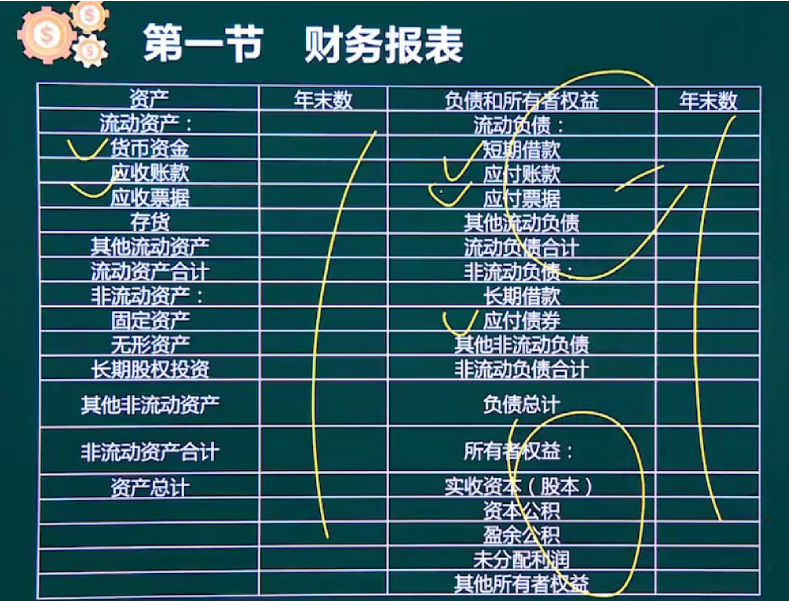 第一节 财务报表
资产 年末数 负债和所有者权益 年末数
流动资产： 流动负债：
货币资金 短期借款
应收账款 应付账款
应收票据 应付票据
存货 其他流动负债
其他流动资产 流动负债合计
流动资产合计 非流动负债：
非流动资产： 长期借款
固定资产 应付债券
无形资产 其他非流动负债
长期股权投资 非流动负债合计
其他非流动资产 负债总计
非流动资产合计 所有者权益：
资产总计 实收资本（股本）
资本公积
盈余公积
未分配利润
其他所有者权益